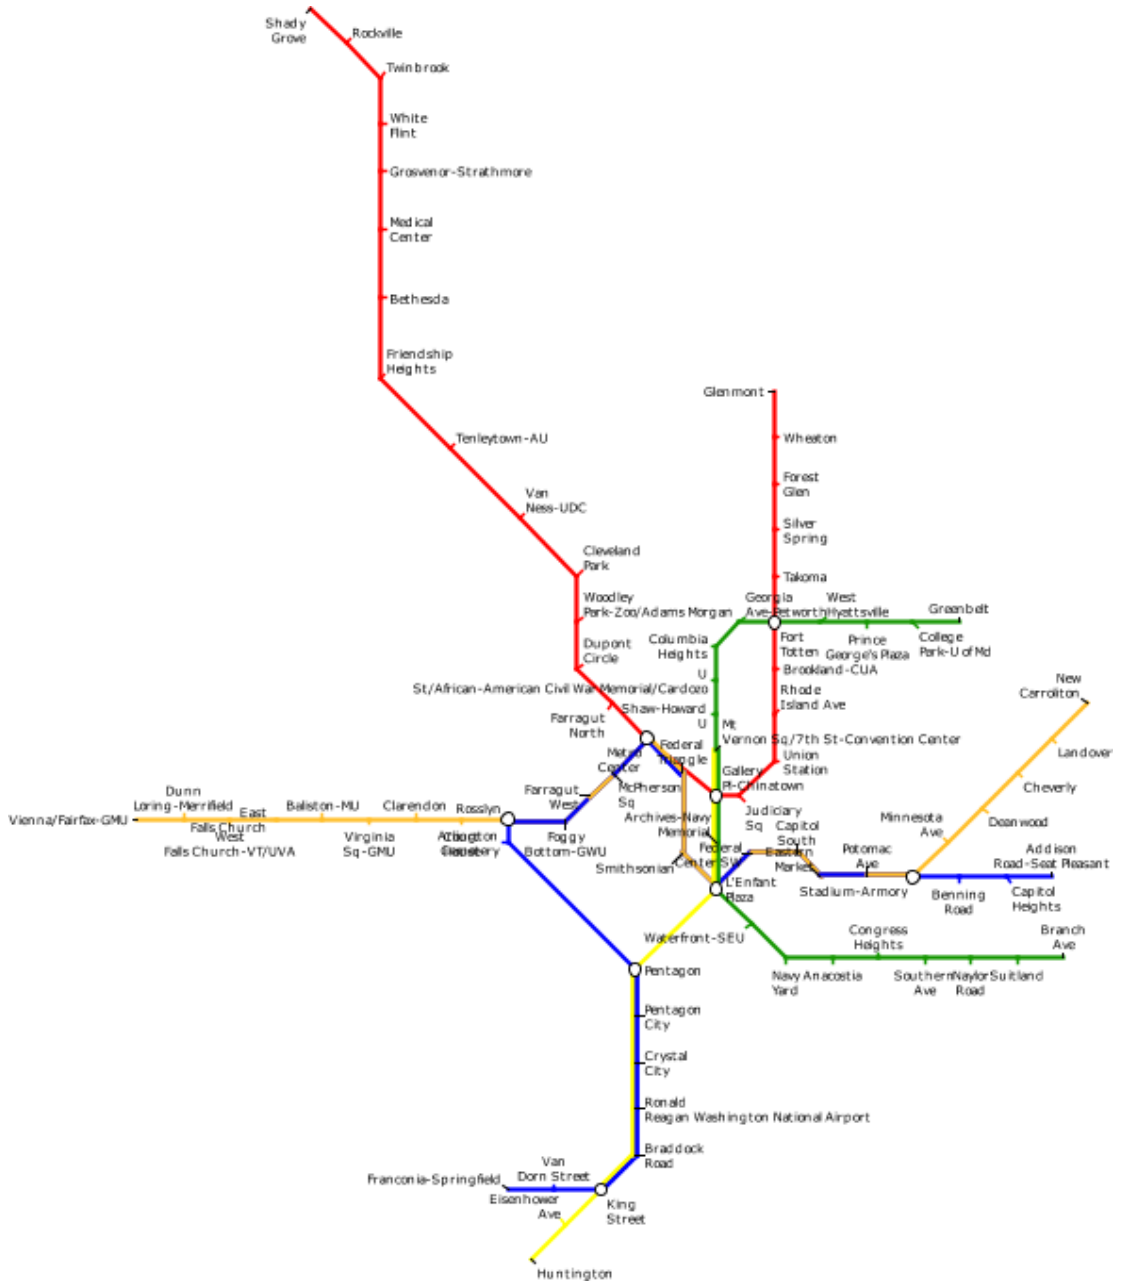 Shady
Grove
Rockville
Twinbrook
White
Flint
Grosvenor-Strathmore
Medical
Center
Bethesda
Friendship
Heights
Glenmont
Tenleytown-AU
Wheaton
Forest
Glen
Van
Ness-UDC
Silver
Spring
Cleveland
Park
Takoma
Woodley
Park-Zoo/Adams Morgan
Georgia
Ave-Petworth
West
Hyattsville
Greenbelt
Dupont
Circle
Columbia
Heights
Fort
Totten
Prince
George's Plaza
College
Park-U of Md
Brookland-CUA
U
St/African-American Civil War Memorial/Cardozo
Rhode
Island Ave
New
Carrollton
Farragut
North
Shaw-Howard
U
Mt
Vernon Sq/7th St-Convention Center
Metro
Center
Federal
Triangle
Union
Station
Landover
Gallery
Pl-Chinatown
Cheverly
Farragut
West
McPherson
Sq
Judiciary
Sq
Deanwood
Minnesota
Ave
Vienna/Fairfax-GMU
Dunn
Loring-Merrifield
East
Falls Church
West
Falls Church-VT/UVA
Ballston-MU
Virginia
Sq-GMU
Clarendon
Rosslyn
Arlington
Cemetery
Foggy
Bottom-GWU
Archives-Navy
Memorial
Smithsonian
Federal
Center SW
Capitol
South
Eastern
Market
Potomac
Ave
Stadium-Armory
Addison
Road-Seat Pleasant
Benning
Road
Capitol
Heights
L'Enfant
Plaza
Waterfront-SEU
Navy
Yard
Anacostia
Congress
Heights
Southern
Ave
Naylor
Road
Suitland
Branch
Ave
Pentagon
Pentagon
City
Crystal
City
Ronald
Reagan Washington National Airport
Braddock
Road
Franconia-Springfield
Van
Dorn Street
King
Street
Eisenhower
Ave
Huntington